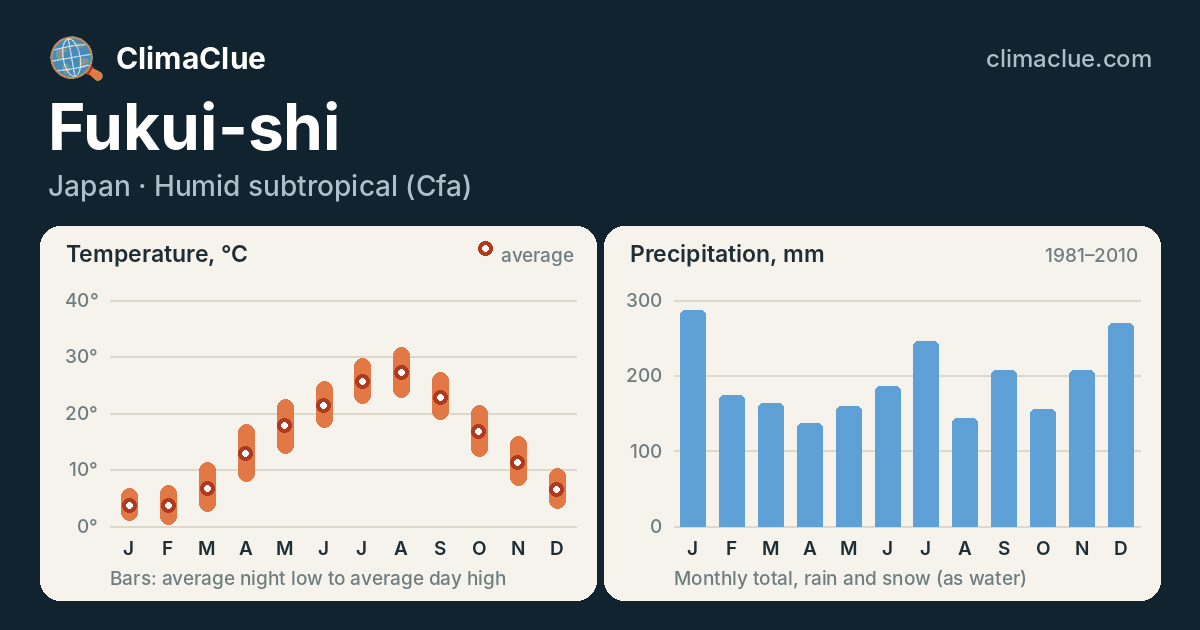 ClimaClue
climaclue.com
Fukui-shi
Japan · Humid subtropical (Cfa)
Temperature, °C
average
40°
30°
20°
10°
0°
J F M A M J J A S O N D
Bars: average night low to average day high
Precipitation, mm
1981–2010
300
200
100
0
J F M A M J J A S O N D
Monthly total, rain and snow (as water)